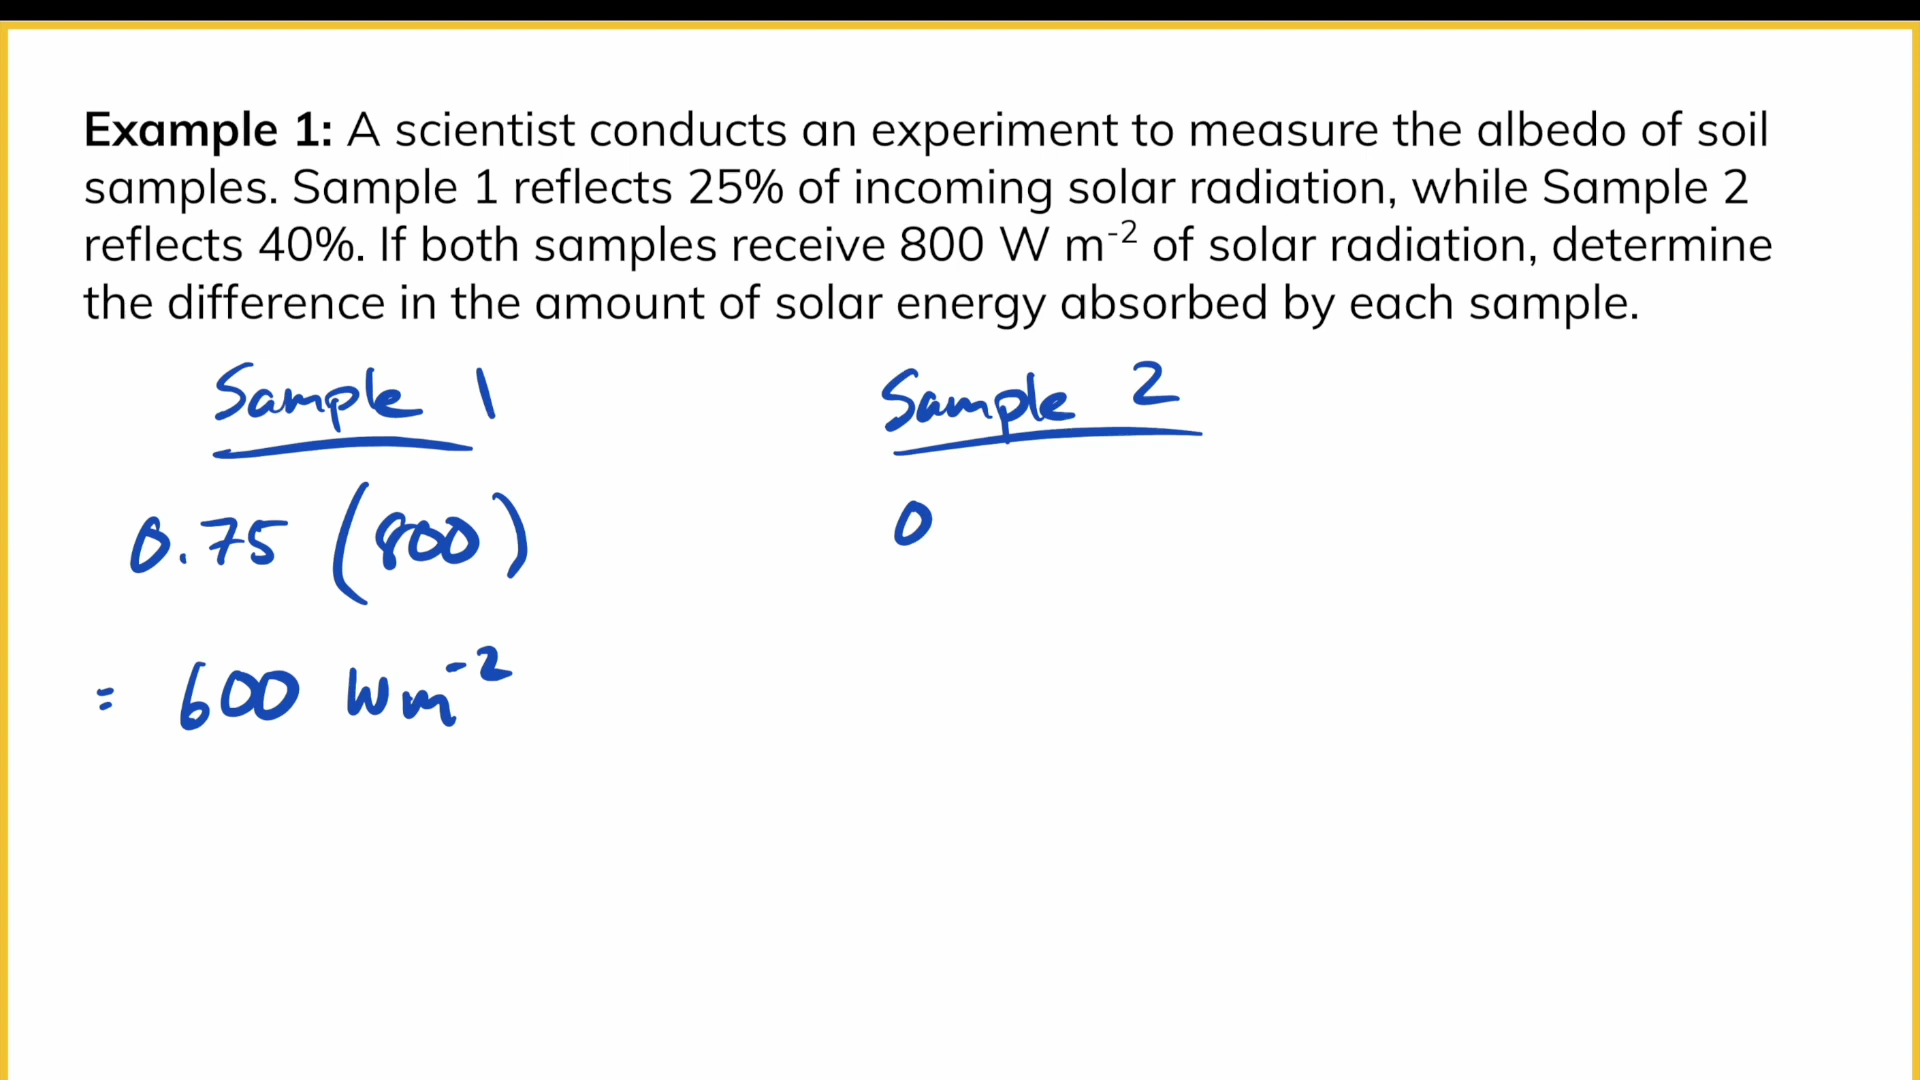 Example 1: A scientist conducts an experiment to measure the albedo of soil
samples. Sample 1 reflects 25% of incoming solar radiation, while Sample 2
reflects 40%. If both samples receive 800 W m⁻² of solar radiation, determine
the difference in the amount of solar energy absorbed by each sample.
Sample 1
Sample 2
0.75 (800)
0
= 600 Wm⁻²